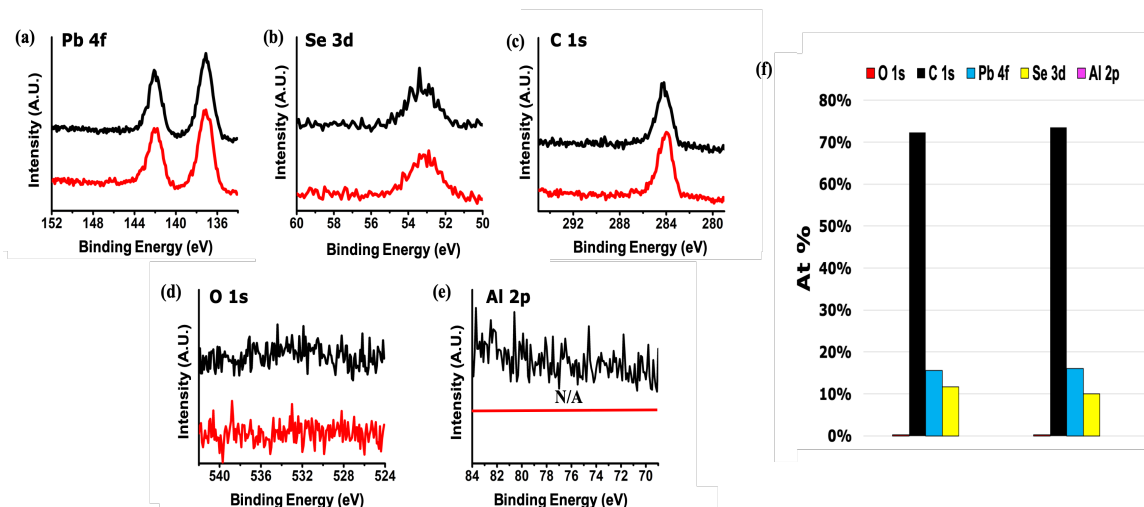 (a) Pb 4f
Intensity (A.U.)
152 148 144 140 136
Binding Energy (eV)
(b) Se 3d
Intensity (A.U.)
60 58 56 54 52 50
Binding Energy (eV)
(c) C 1s
Intensity (A.U.)
292 288 284 280
Binding Energy (eV)
(d) O 1s
Intensity (A.U.)
540 536 532 528 524
Binding Energy (eV)
(e) Al 2p
Intensity (A.U.)
N/A
84 82 80 78 76 74 72 70
Binding Energy (eV)
(f)
O 1s C 1s Pb 4f Se 3d Al 2p
At %
80%
70%
60%
50%
40%
30%
20%
10%
0%